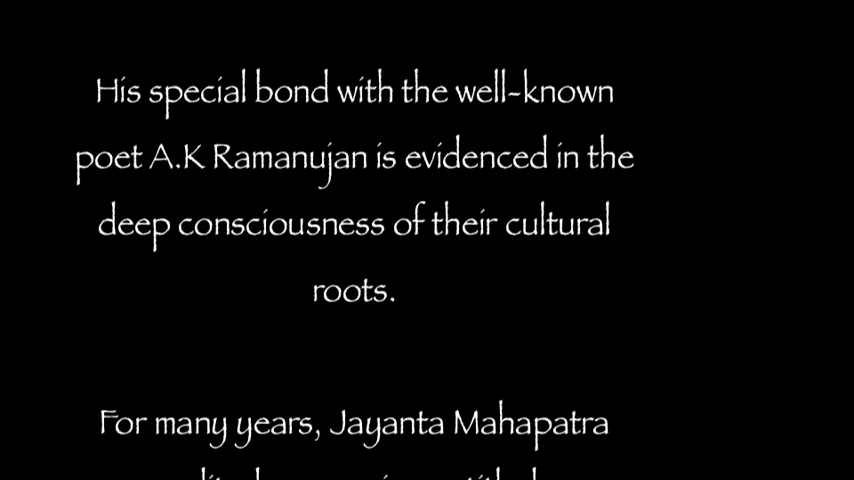 His special bond with the well-known
poet A.K Ramanujan is evidenced in the
deep consciousness of their cultural
roots.
For many years, Jayanta Mahapatra